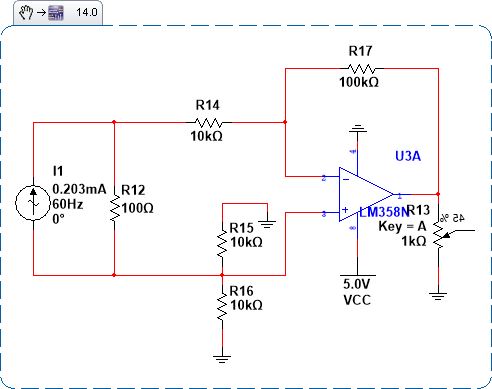 14.0
R17
100kΩ
R14
10kΩ
I1
0.203mA
60Hz
0°
R12
100Ω
R15
10kΩ
R16
10kΩ
U3A
4
2
3
1
8
LM358N
R13
Key = A
1kΩ
45 %
5.0V
VCC